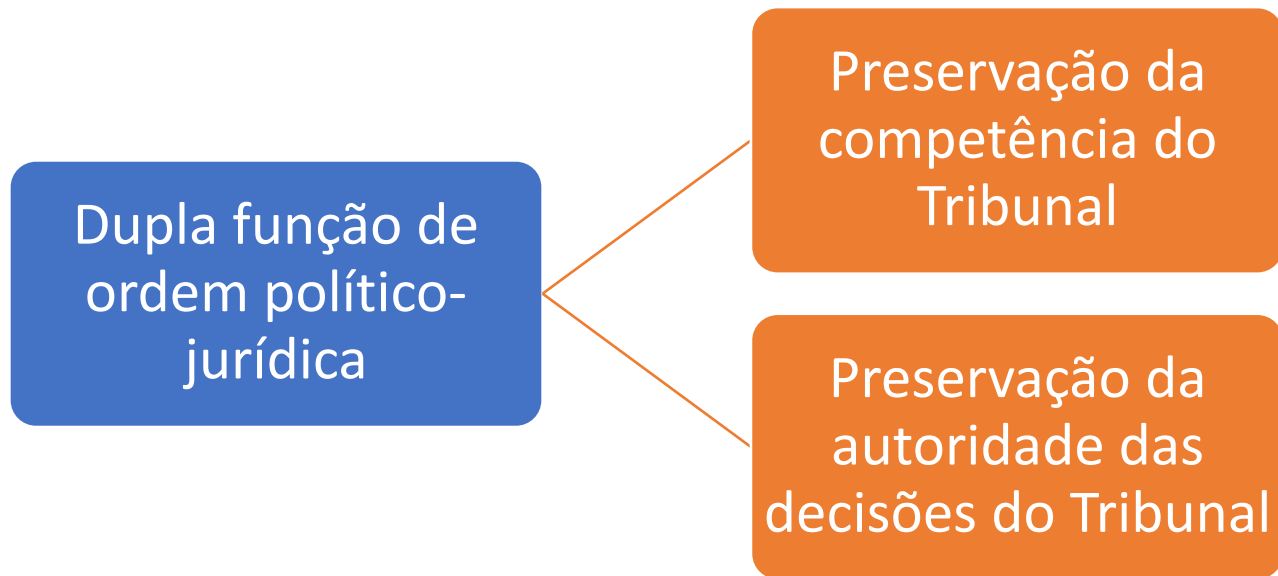 Dupla função de
ordem político-
jurídica
Preservação da
competência do
Tribunal
Preservação da
autoridade das
decisões do Tribunal